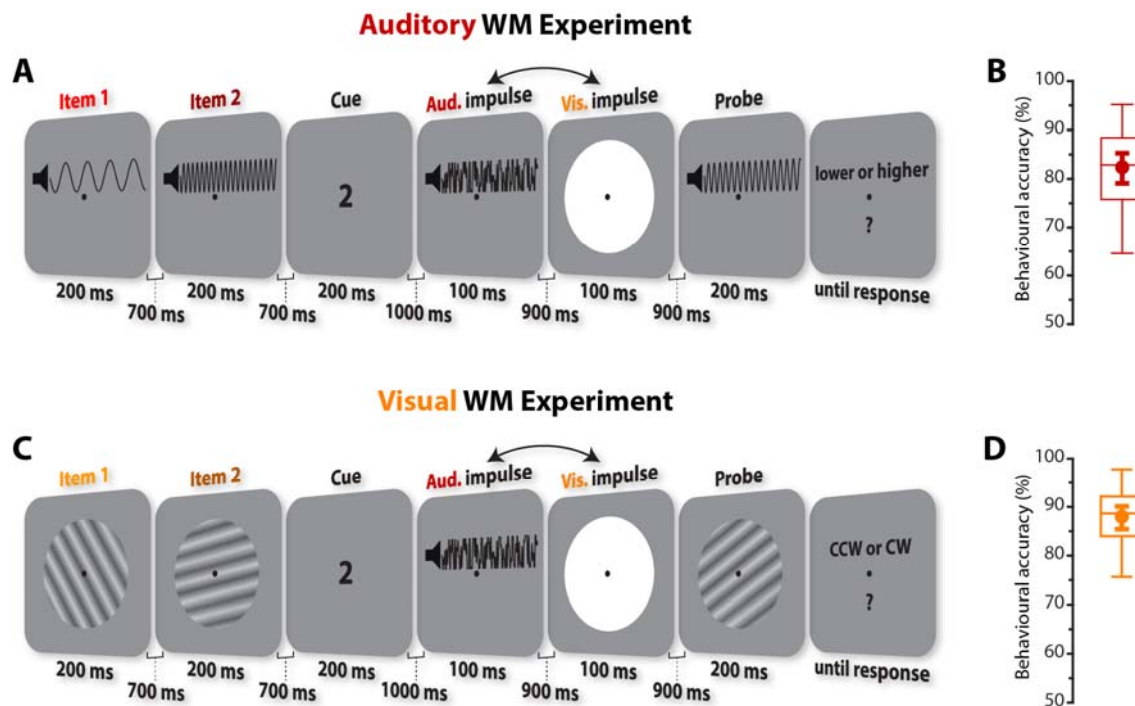 Auditory WM Experiment
A
Item 1 Item 2 Cue Aud. impulse Vis. impulse Probe
2
lower or higher
?
200 ms 200 ms 200 ms 100 ms 100 ms 200 ms until response
700 ms 700 ms 1000 ms 900 ms 900 ms
B
Behavioural accuracy (%)
100
90
80
70
60
50
Visual WM Experiment
C
Item 1 Item 2 Cue Aud. impulse Vis. impulse Probe
2
CCW or CW
?
200 ms 200 ms 200 ms 100 ms 100 ms 200 ms until response
700 ms 700 ms 1000 ms 900 ms 900 ms
D
Behavioural accuracy (%)
100
90
80
70
60
50